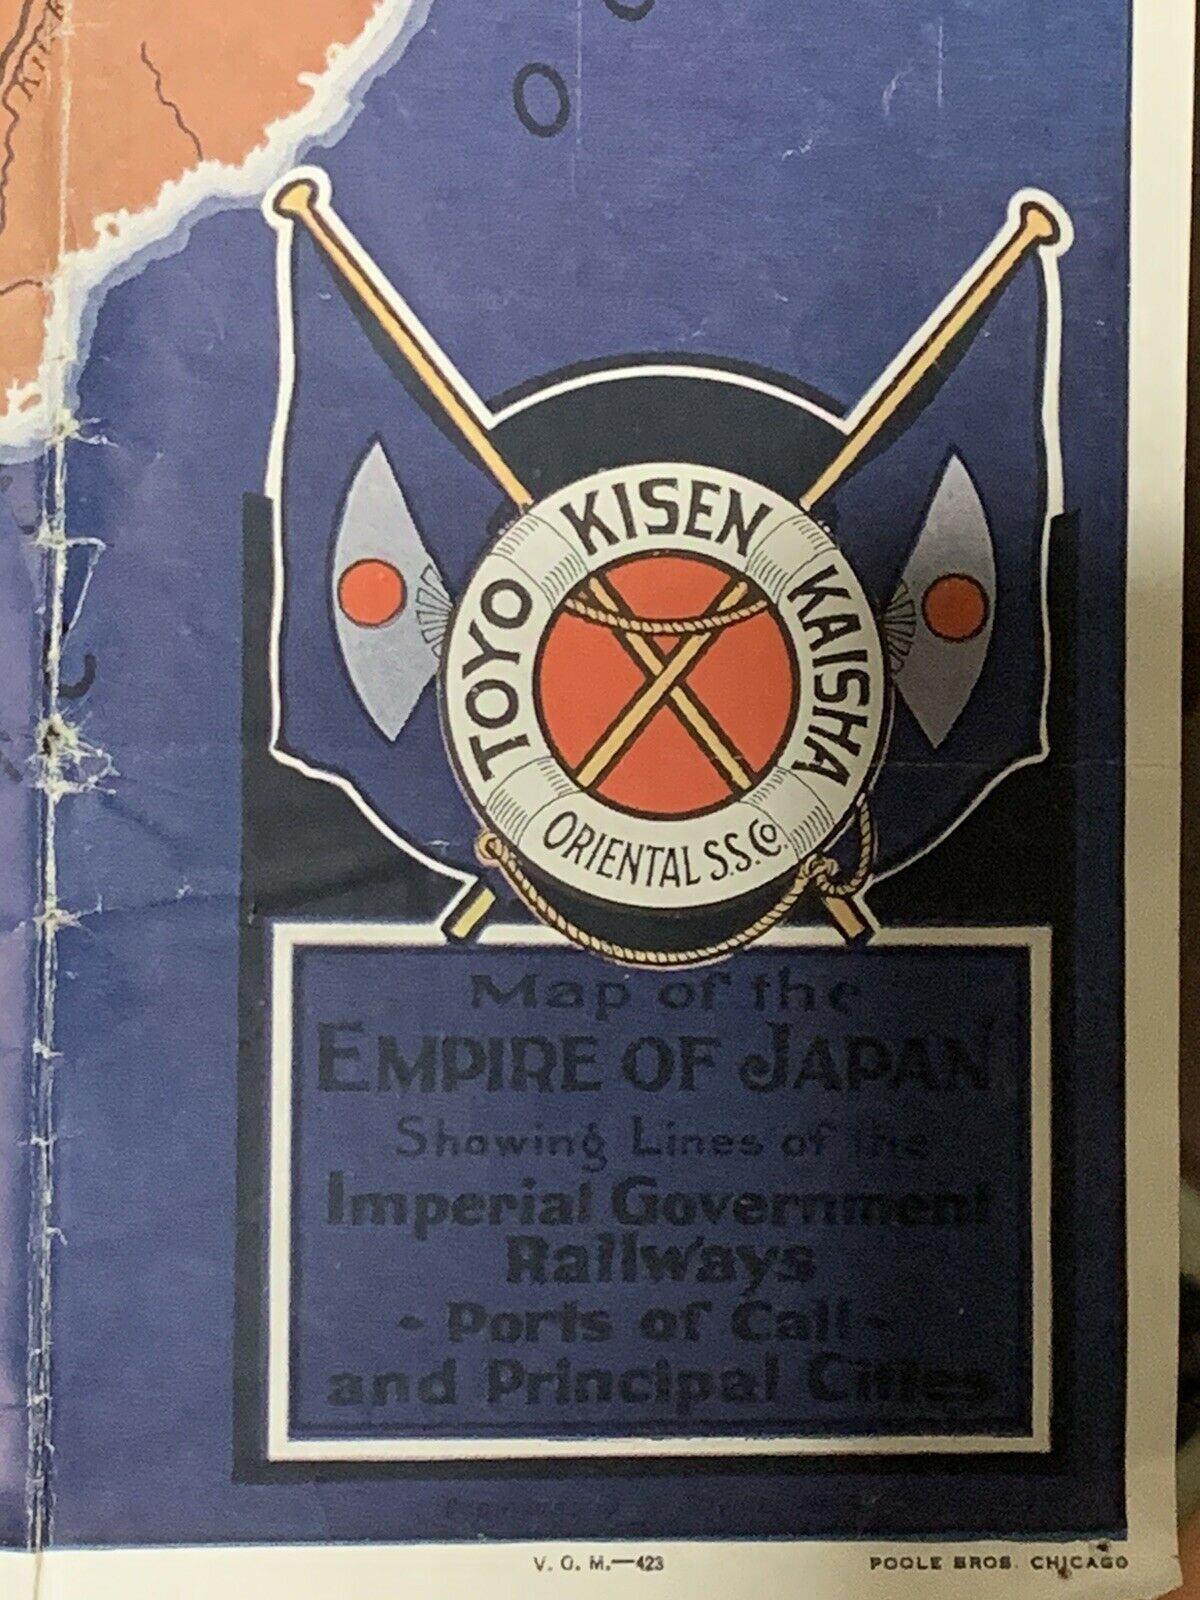 O
TOYO KISEN KAISHA
ORIENTAL S.S. Co.
Map of the
EMPIRE OF JAPAN
Showing Lines of the
Imperial Government
Railways
- Ports of Call -
and Principal Cities
V. O. M.—423
POOLE BROS. CHICAGO